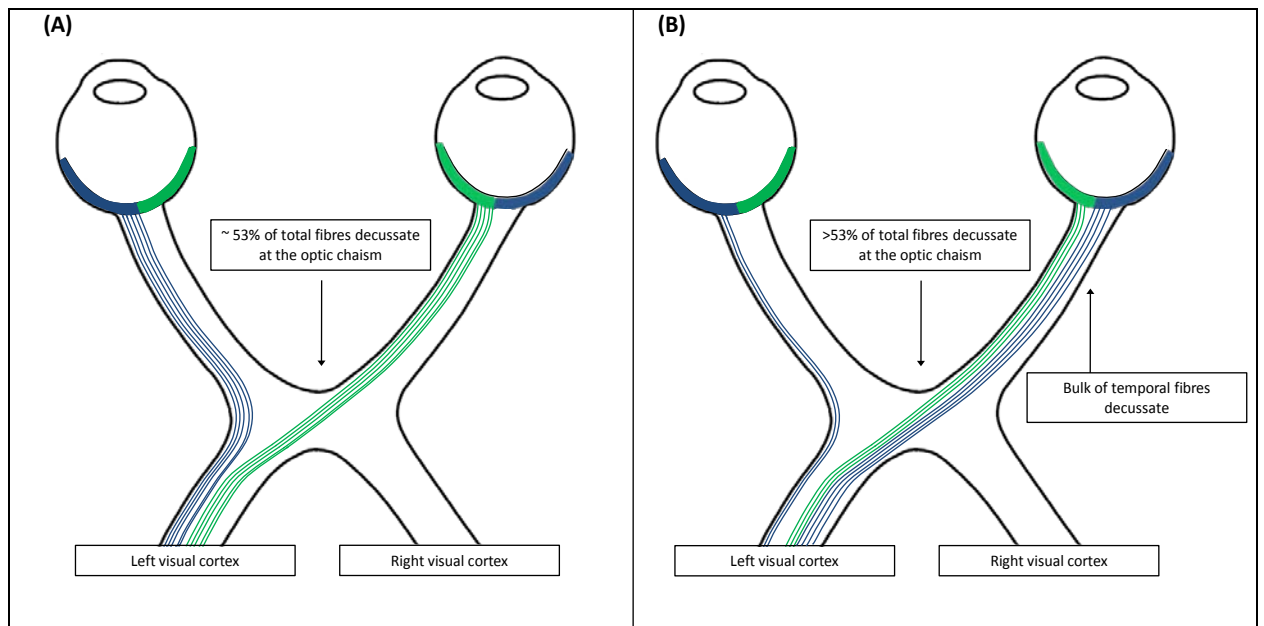 (A)
~ 53% of total fibres decussate
at the optic chaism
Left visual cortex
Right visual cortex
(B)
>53% of total fibres decussate
at the optic chaism
Bulk of temporal fibres
decussate
Left visual cortex
Right visual cortex